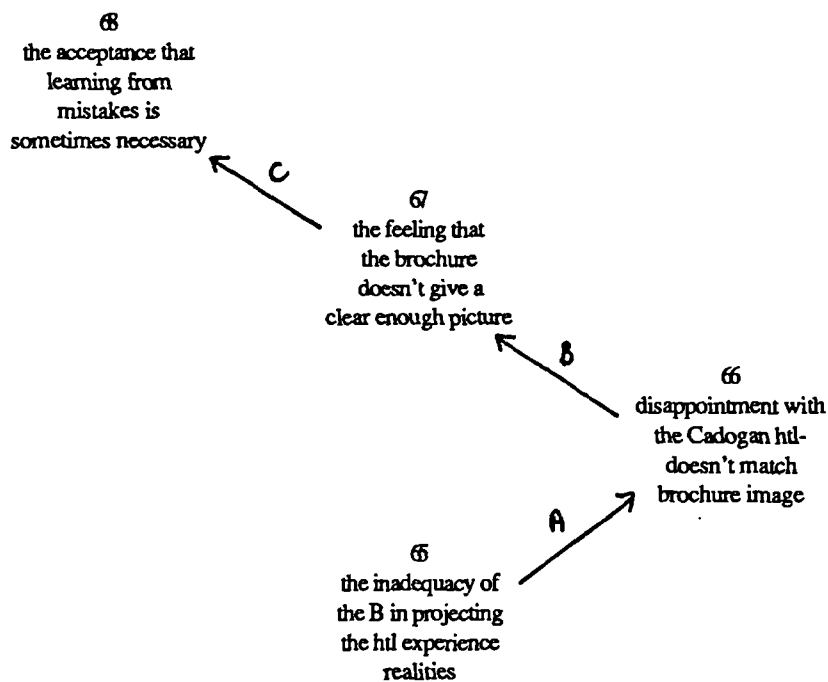 68
the acceptance that
learning from
mistakes is
sometimes necessary
C
67
the feeling that
the brochure
doesn't give a
clear enough picture
B
66
disappointment with
the Cadogan htl-
doesn't match
brochure image
A
65
the inadequacy of
the B in projecting
the htl experience
realities